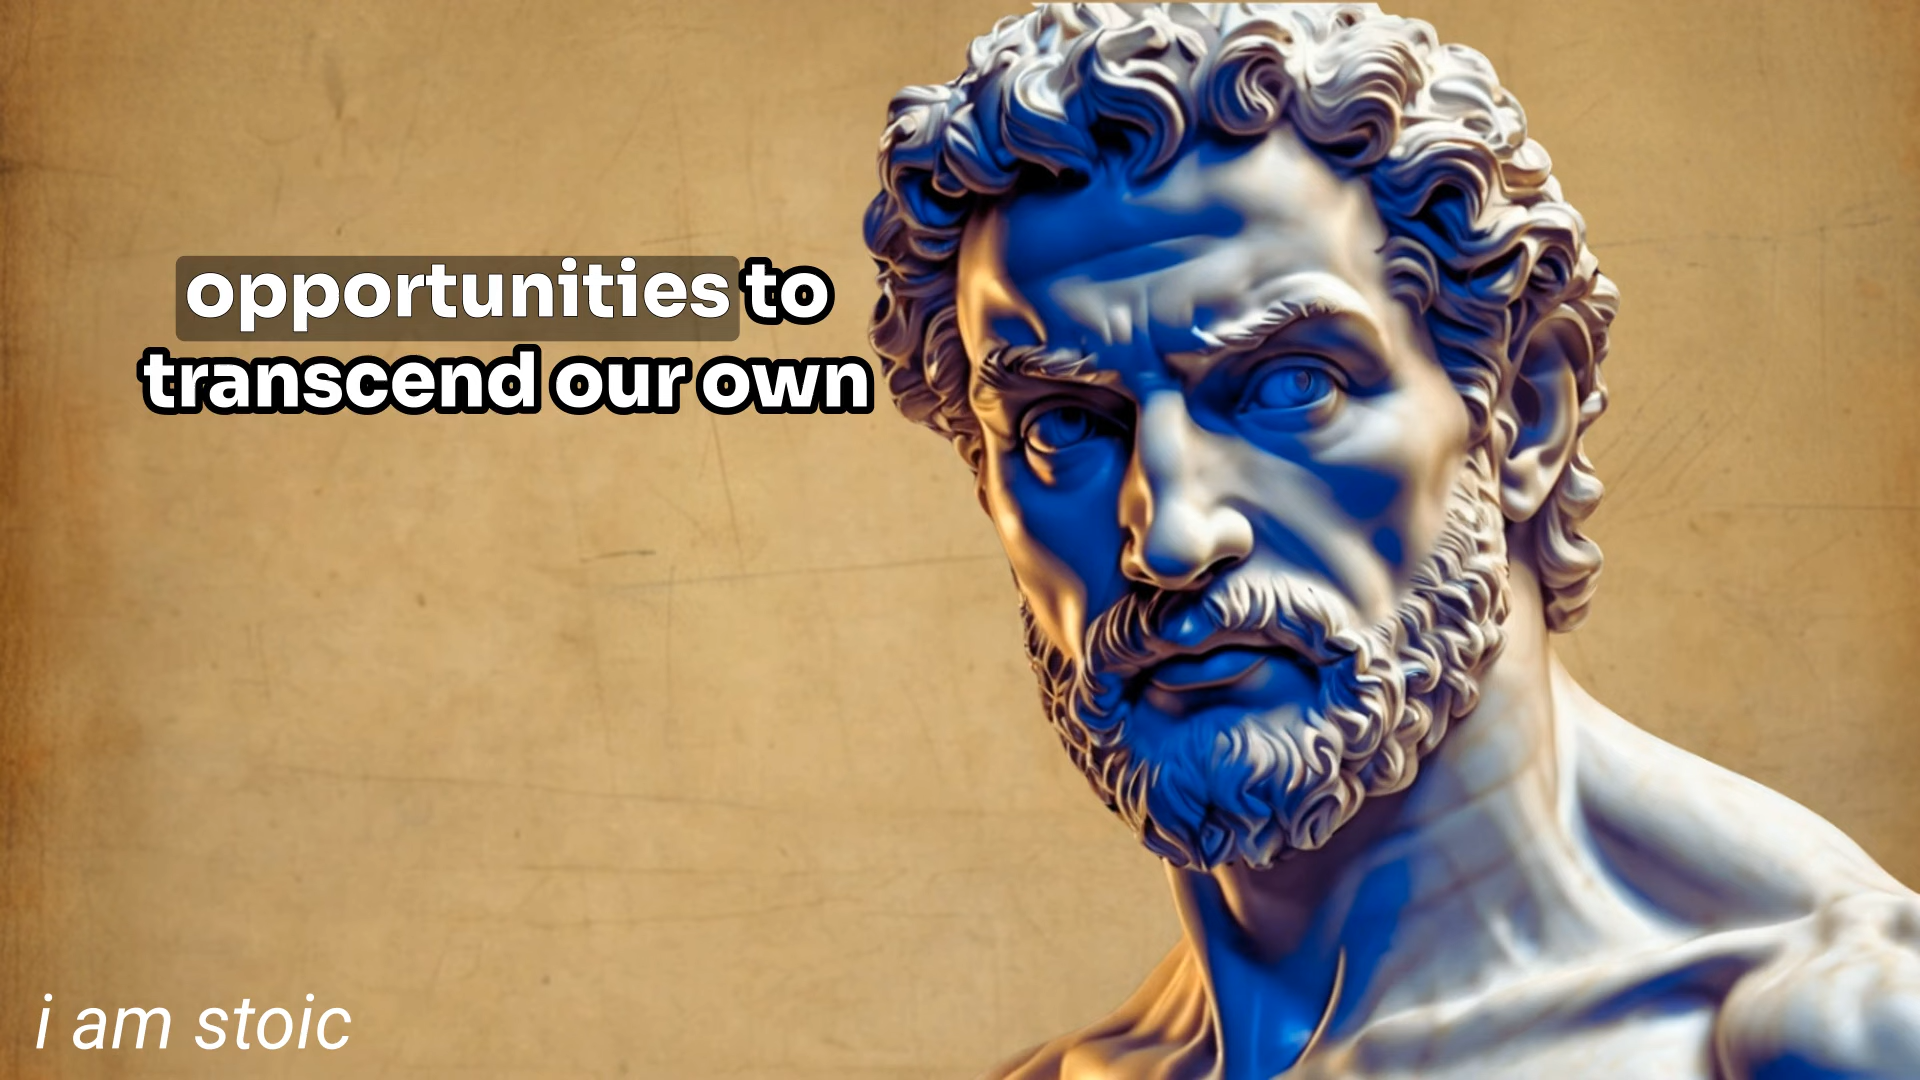 opportunities to
transcend our own
i am stoic